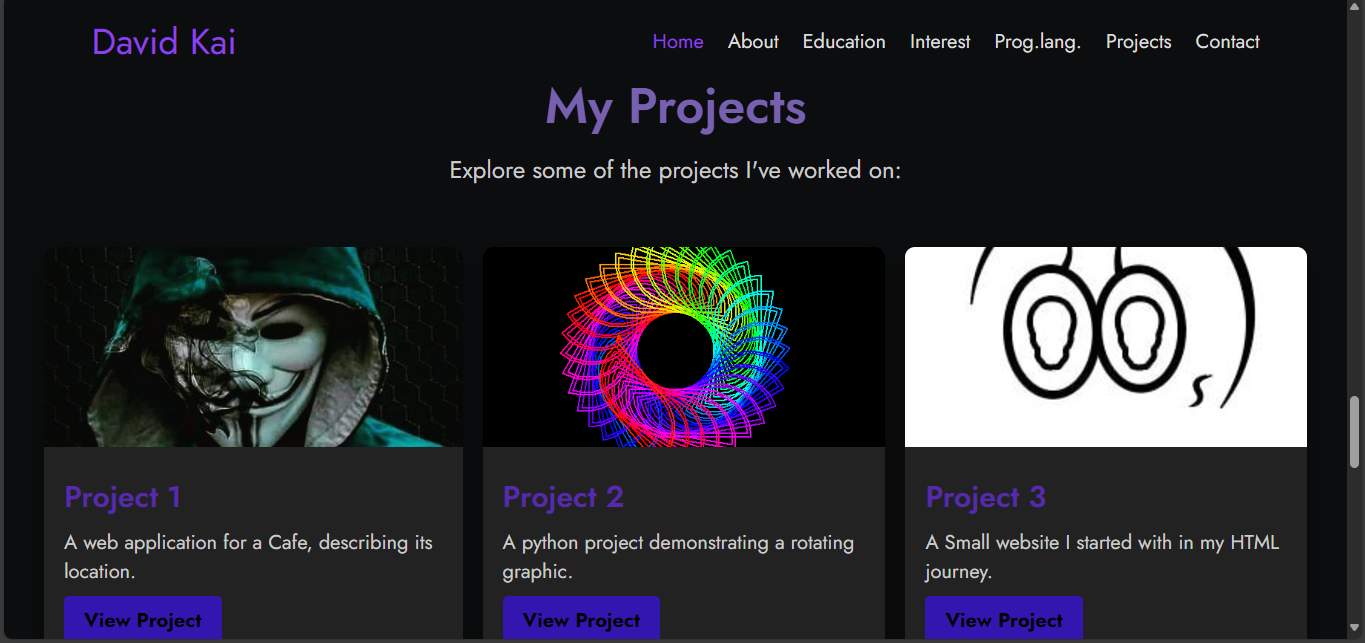 David Kai
Home About Education Interest Prog.lang. Projects Contact
My Projects
Explore some of the projects I've worked on:
Project 1
A web application for a Cafe, describing its
location.
View Project
Project 2
A python project demonstrating a rotating
graphic.
View Project
Project 3
A Small website I started with in my HTML
journey.
View Project